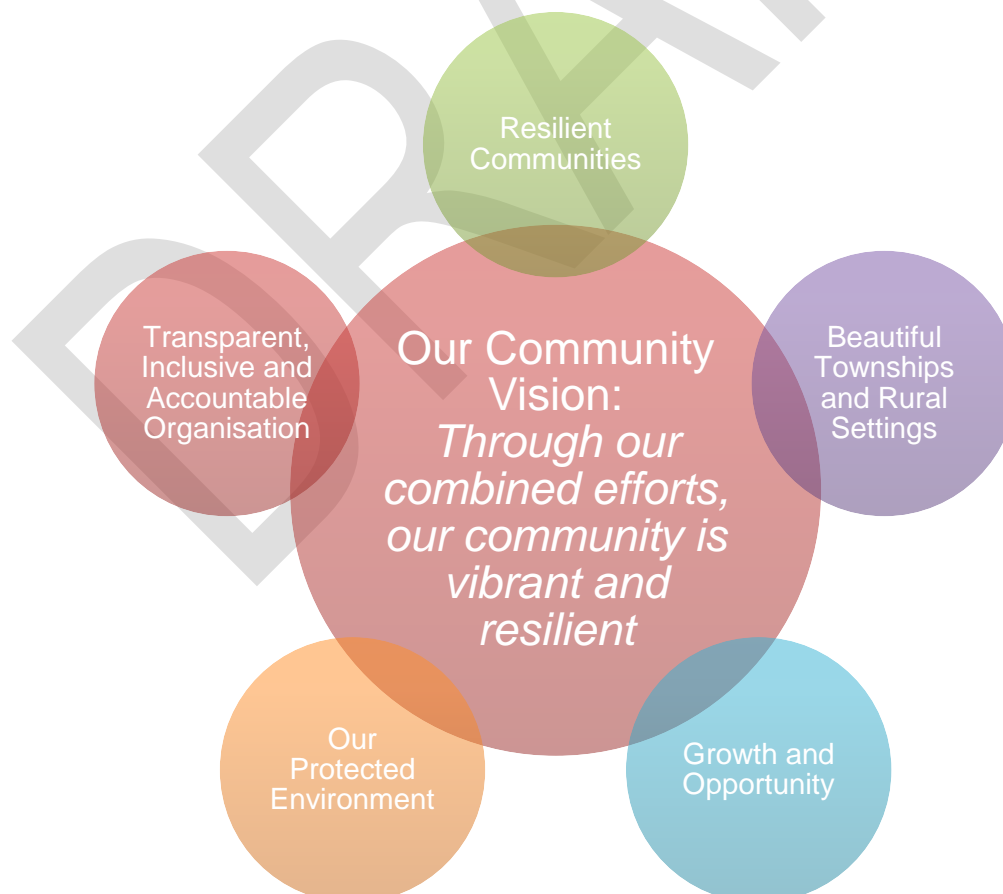 Resilient
Communities
Transparent,
Inclusive and
Accountable
Organisation
Our Community
Vision:
Through our
combined efforts,
our community is
vibrant and
resilient
Beautiful
Townships
and Rural
Settings
Our
Protected
Environment
Growth and
Opportunity